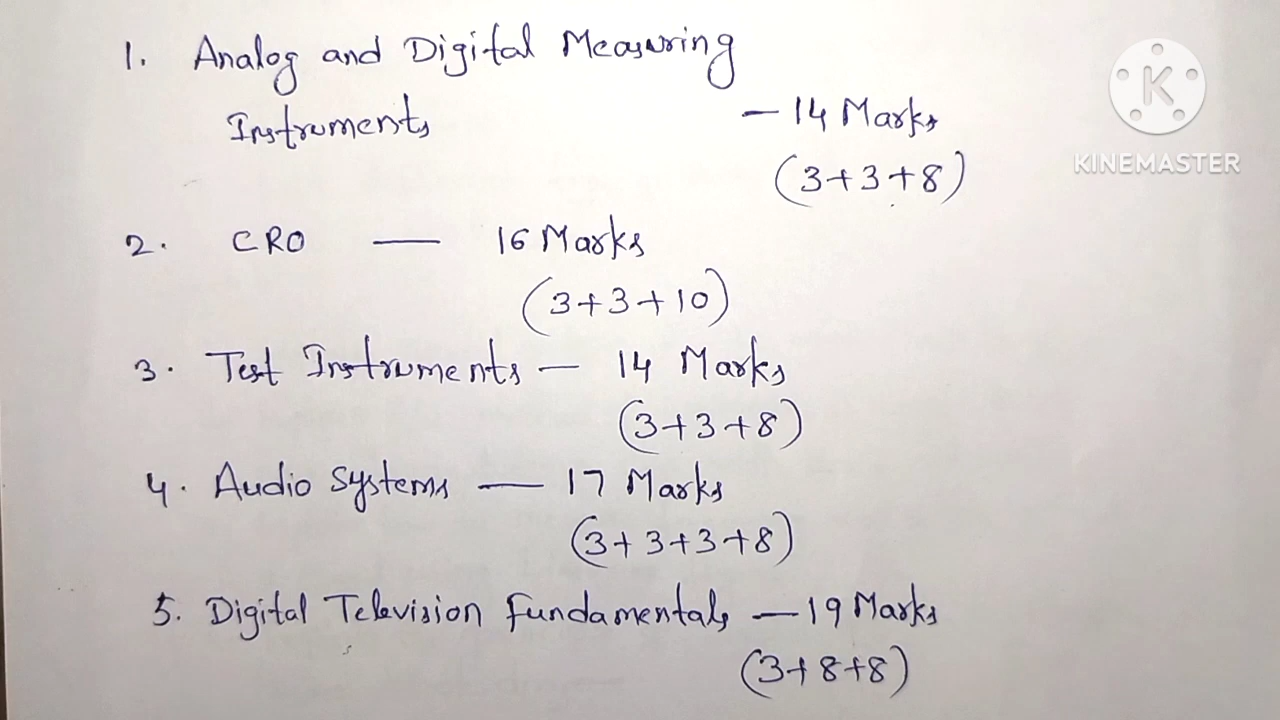 1. Analog and Digital Measuring
Instruments — 14 Marks
(3+3+8)
2. CRO — 16 Marks
(3+3+10)
3. Test Instruments — 14 Marks
(3+3+8)
4. Audio Systems — 17 Marks
(3+3+3+8)
5. Digital Television Fundamentals — 19 Marks
(3+8+8)
K
KINEMASTER